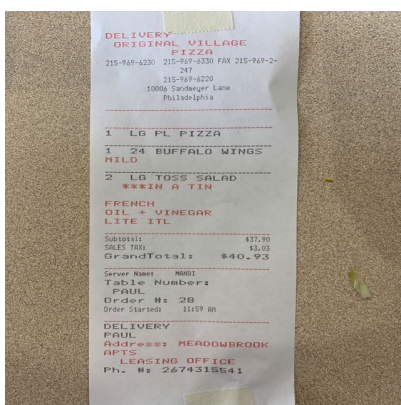 DELIVERY
ORIGINAL VILLAGE
PIZZA
215-969-6230 215-969-6330 FAX 215-969-2-
247
215-969-6220
10006 Sandmeyer Lane
Philadelphia
1 LG PL PIZZA
1 24 BUFFALO WINGS
MILD
2 LG TOSS SALAD
***IN A TIN
FRENCH
OIL + VINEGAR
LITE ITL
Subtotal: $37.90
SALES TAX: $3.03
GrandTotal: $40.93
Server Name: MANDI
Table Number:
PAUL
Order #: 28
Order Started: 11:59 AM
DELIVERY
PAUL
Address: MEADOWBROOK
APTS
LEASING OFFICE
Ph. #: 2674315541